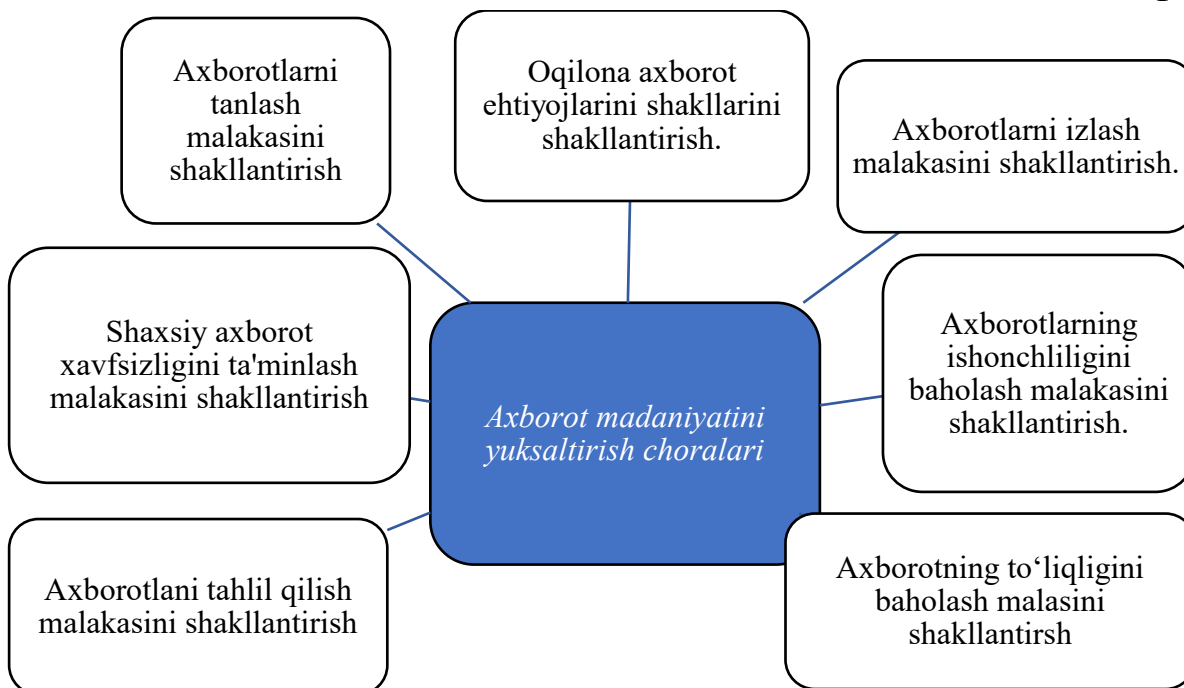 Axborotlarni
tanlash
malakasini
shakllantirish
Oqilona axborot
ehtiyojlarini shakllarini
shakllantirish.
Axborotlarni izlash
malakasini shakllantirish.
Shaxsiy axborot
xavfsizligini ta'minlash
malakasini shakllantirish
Axborot madaniyatini
yuksaltirish choralari
Axborotlarning
ishonchliligini
baholash malakasini
shakllantirish.
Axborotlani tahlil qilish
malakasini shakllantirish
Axborotning to‘liqligini
baholash malasini
shakllantirsh